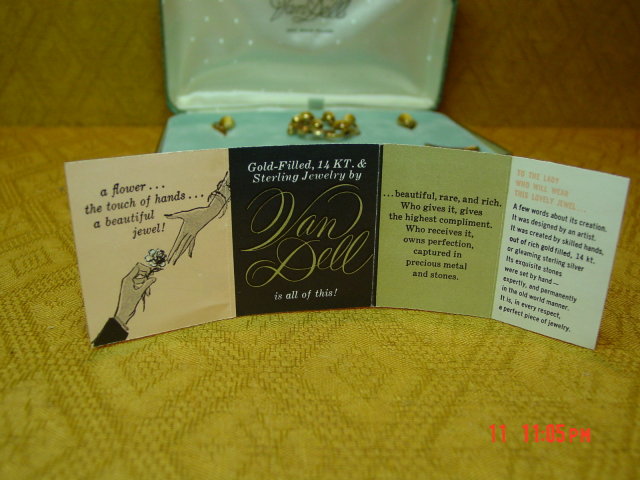 Van Dell
a flower...
the touch of hands...
a beautiful
jewel!
Gold-Filled, 14 KT. &
Sterling Jewelry by
Van
Dell
is all of this!
...beautiful, rare, and rich.
Who gives it, gives
the highest compliment.
Who receives it,
owns perfection,
captured in
precious metal
and stones.
TO THE LADY
WHO WILL WEAR
THIS LOVELY JEWEL...
A few words about its creation.
It was designed by an artist.
It was created by skilled hands,
out of rich gold filled, 14 kt.
or gleaming sterling silver
Its exquisite stones
were set by hand—
expertly, and permanently
in the old world manner.
It is, in every respect,
a perfect piece of jewelry.
11 11:05PM